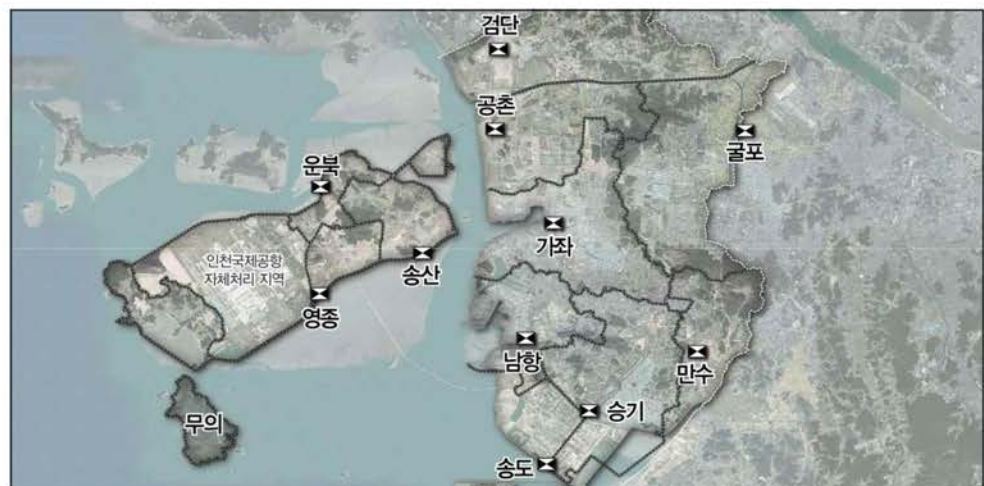 검단
공촌
굴포
운북
가좌
인천국제공항
자체처리 지역
송산
영종
남항
만수
무의
승기
송도